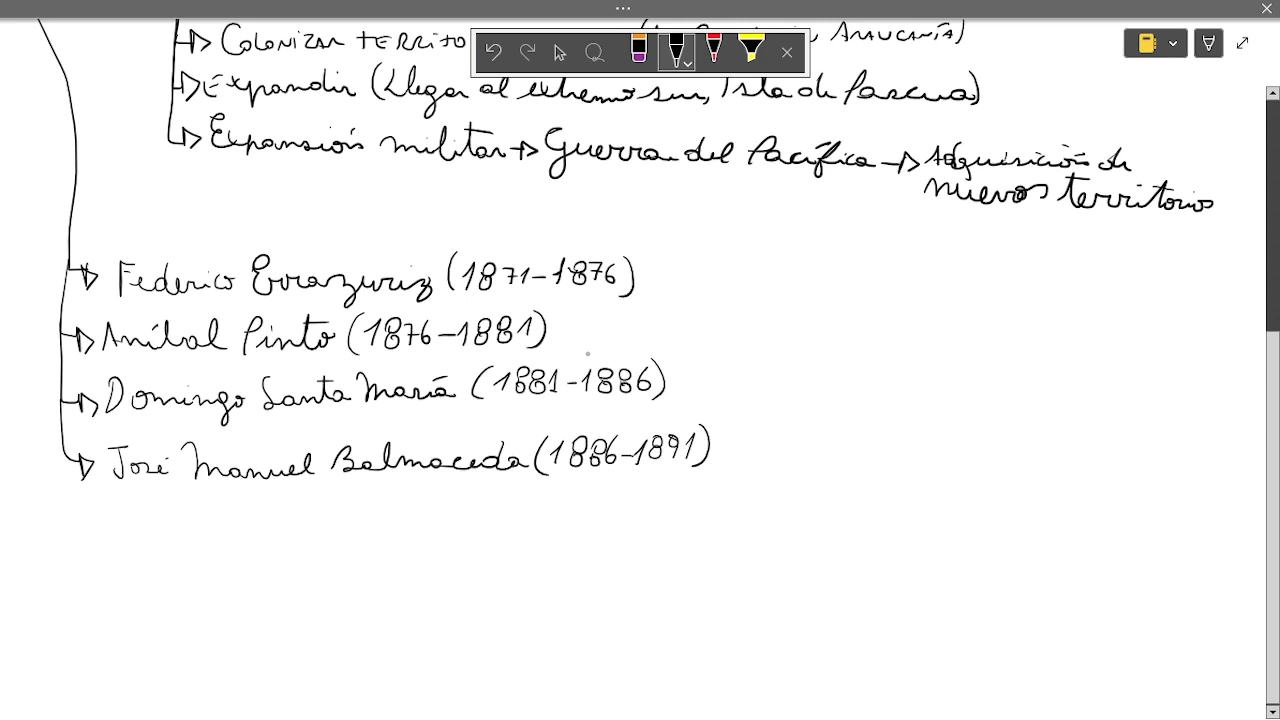 COLONIZAR TERRITO ARAUCANÍA)
Expandir (Llegar al extremo sur, Isla de Pascua)
Expansión militar → Guerra del Pacífico → Adquisición de
nuevos territorios
Federico Errazuriz (1871-1876)
Aníbal Pinto (1876-1881)
Domingo Santa María (1881-1886)
José Manuel Balmaceda (1886-1891)